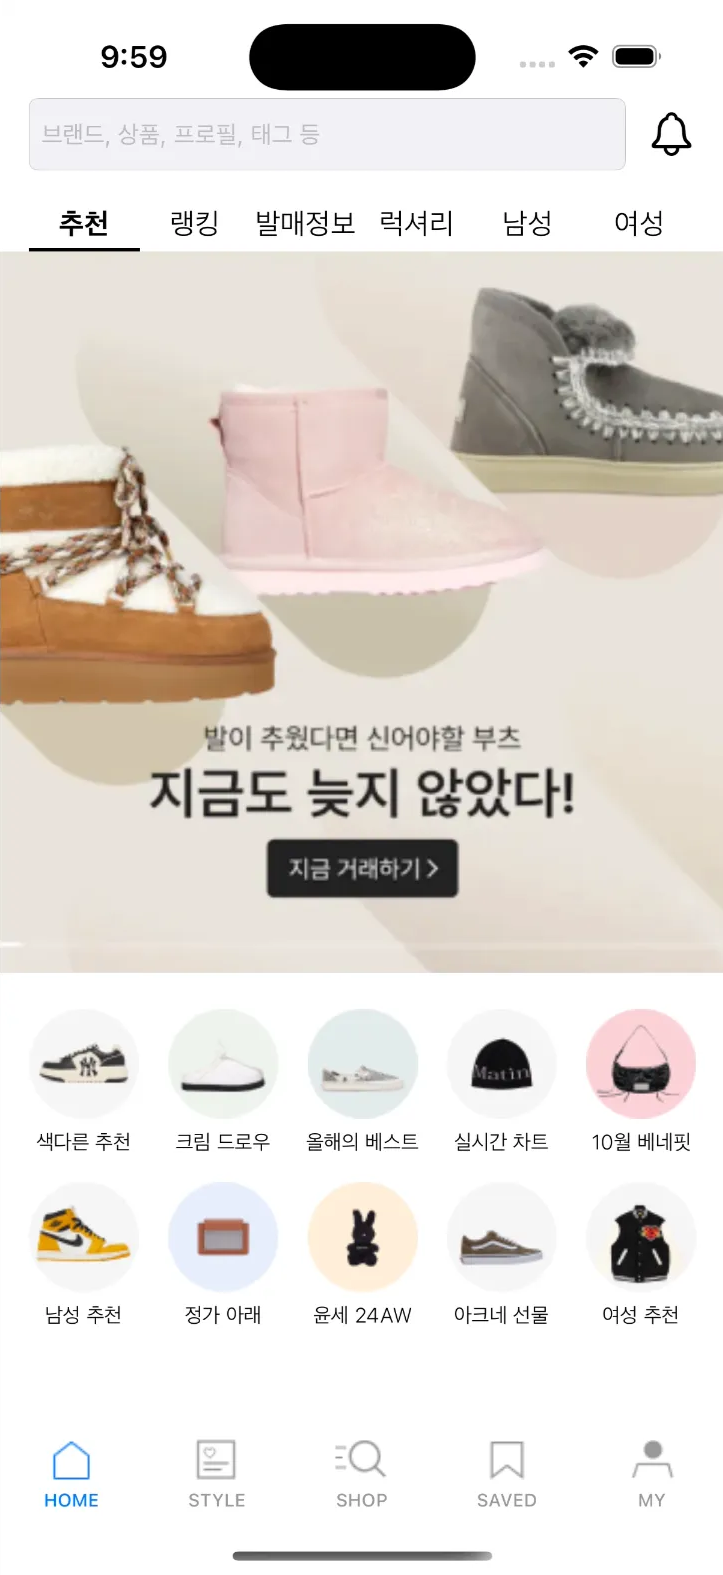 9:59
브랜드, 상품, 프로필, 태그 등
추천 랭킹 발매정보 럭셔리 남성 여성
발이 추웠다면 신어야할 부츠
지금도 늦지 않았다!
지금 거래하기 >
Matin
색다른 추천 크림 드로우 올해의 베스트 실시간 차트 10월 베네핏
남성 추천 정가 아래 윤세 24AW 아크네 선물 여성 추천
HOME STYLE SHOP SAVED MY